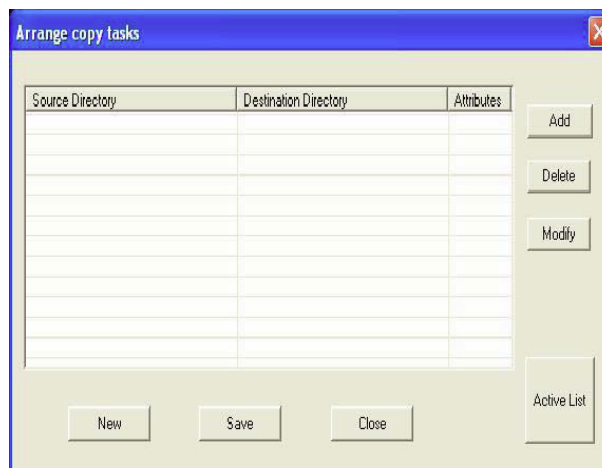 Arrange copy tasks
Source Directory Destination Directory Attributes
Add
Delete
Modify
Active List
New Save Close